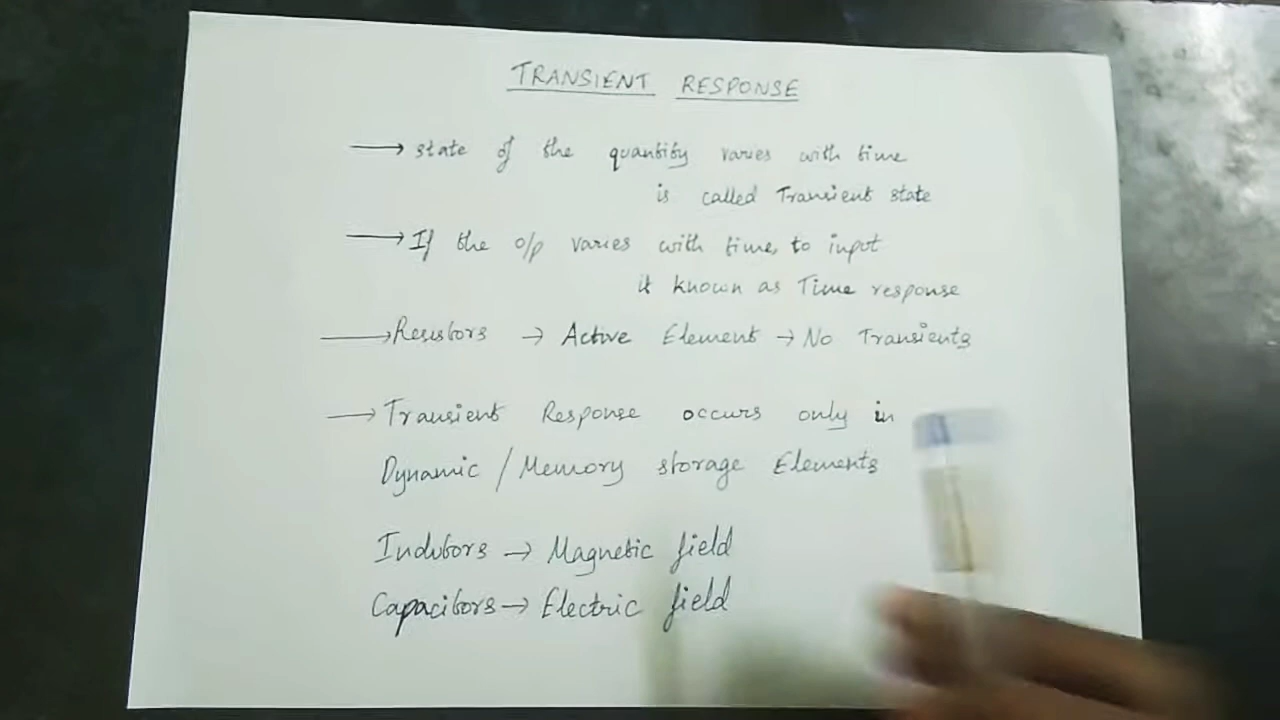 TRANSIENT RESPONSE
→ state of the quantity varies with time
is called Transient state
→ If the o/p varies with time, to input
it known as Time response
→ Resistors → Active Element → No Transients
→ Transient Response occurs only in
Dynamic / Memory storage Elements
Inductors → Magnetic field
Capacitors → Electric field